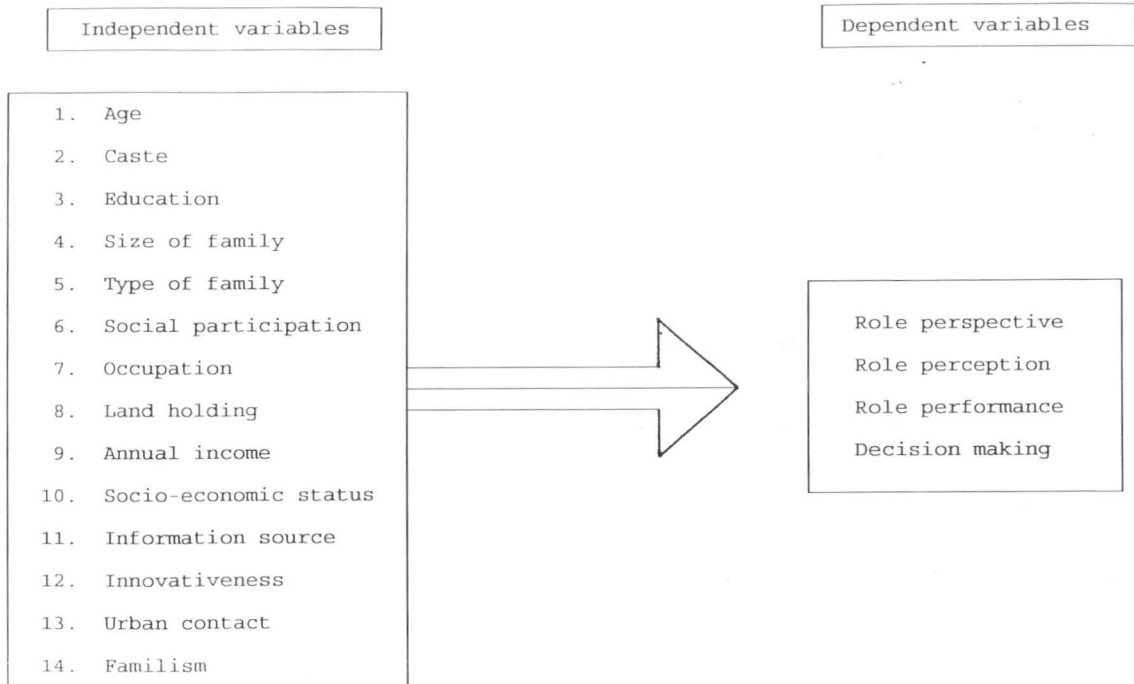 Independent variables
Dependent variables
1. Age
2. Caste
3. Education
4. Size of family
5. Type of family
6. Social participation
7. Occupation
8. Land holding
9. Annual income
10. Socio-economic status
11. Information source
12. Innovativeness
13. Urban contact
14. Familism
Role perspective
Role perception
Role performance
Decision making